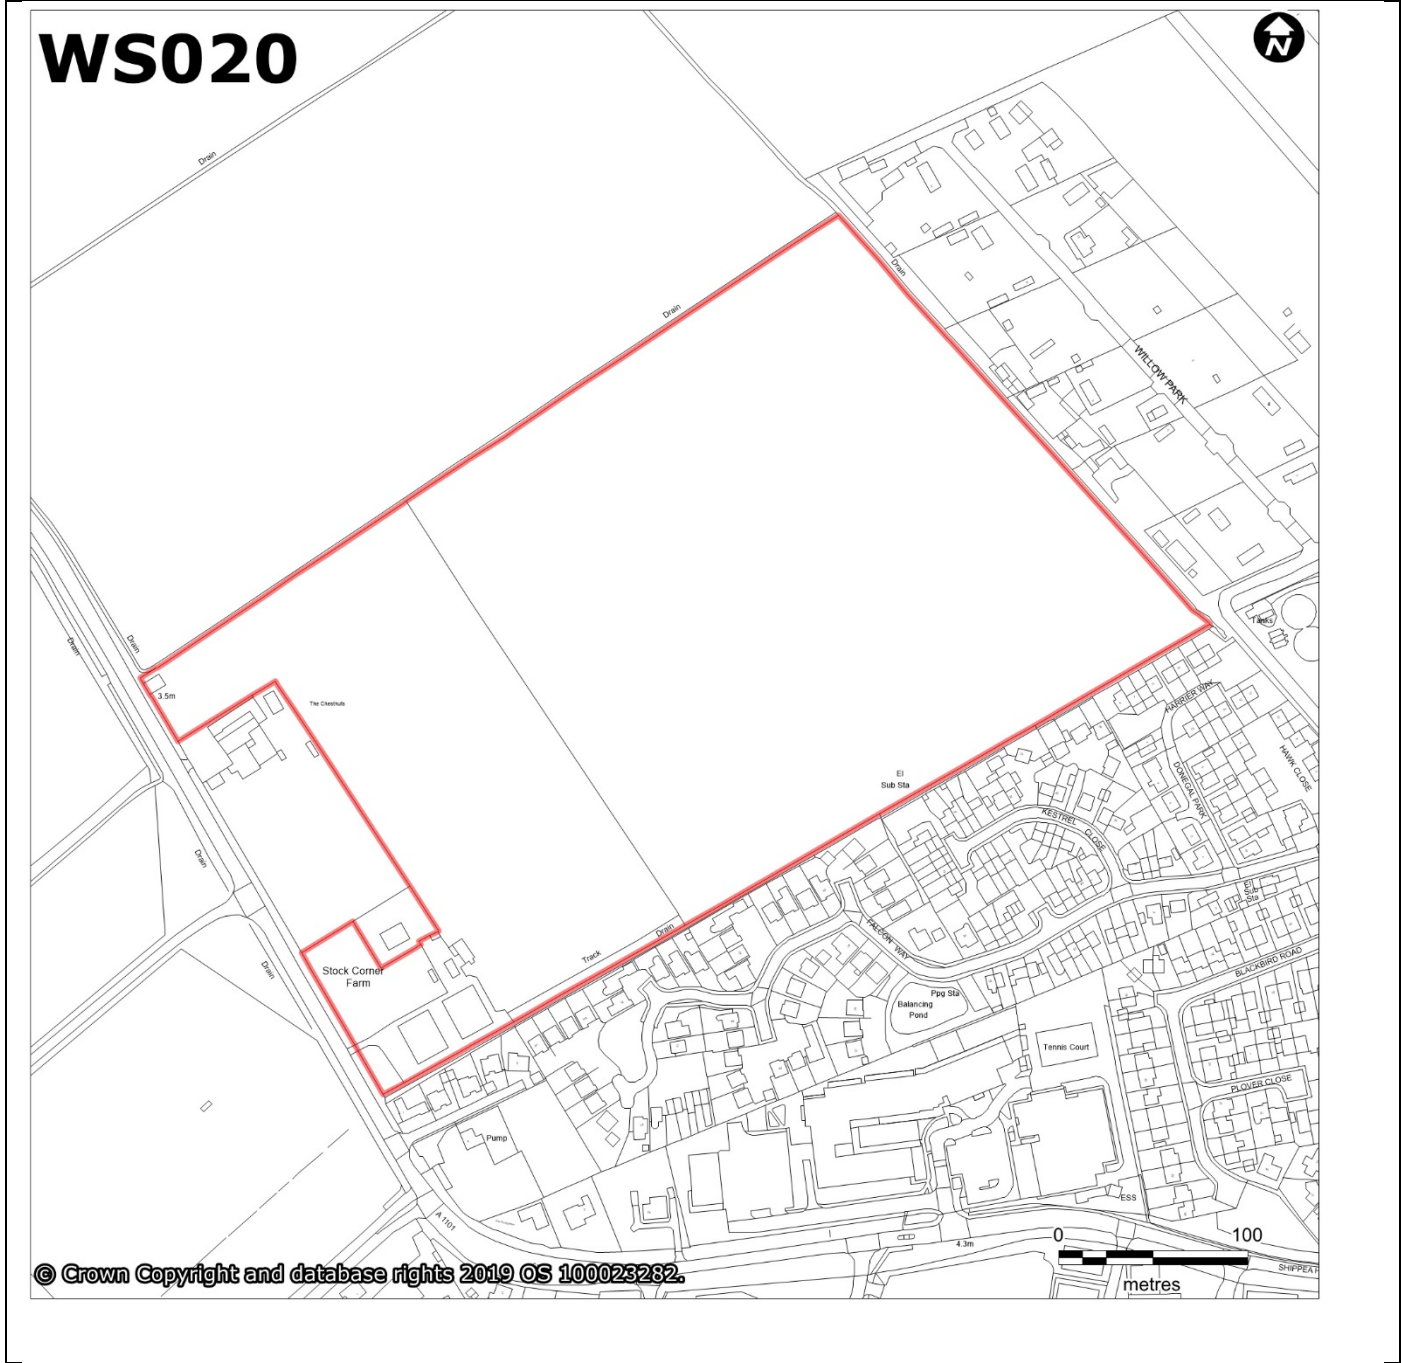 WS020
N
Drain
Drain
Drain
WILLOW PARK
Drain
Drain
3.5m
The Chestnuts
Tanks
HARRIER WAY
HAWK CLOSE
DONEGAL PARK
El
Sub Sta
KESTREL CLOSE
Drain
El
Sub
Sta
Drain
Track
Drain
FALCON WAY
BLACKBIRD ROAD
Stock Corner
Farm
Ppg Sta
Balancing
Pond
Tennis Court
PLOVER CLOSE
Pump
ESS
A 1101
4.3m
0 100
metres
SHIPPEA H
© Crown Copyright and database rights 2019 OS 100023282.